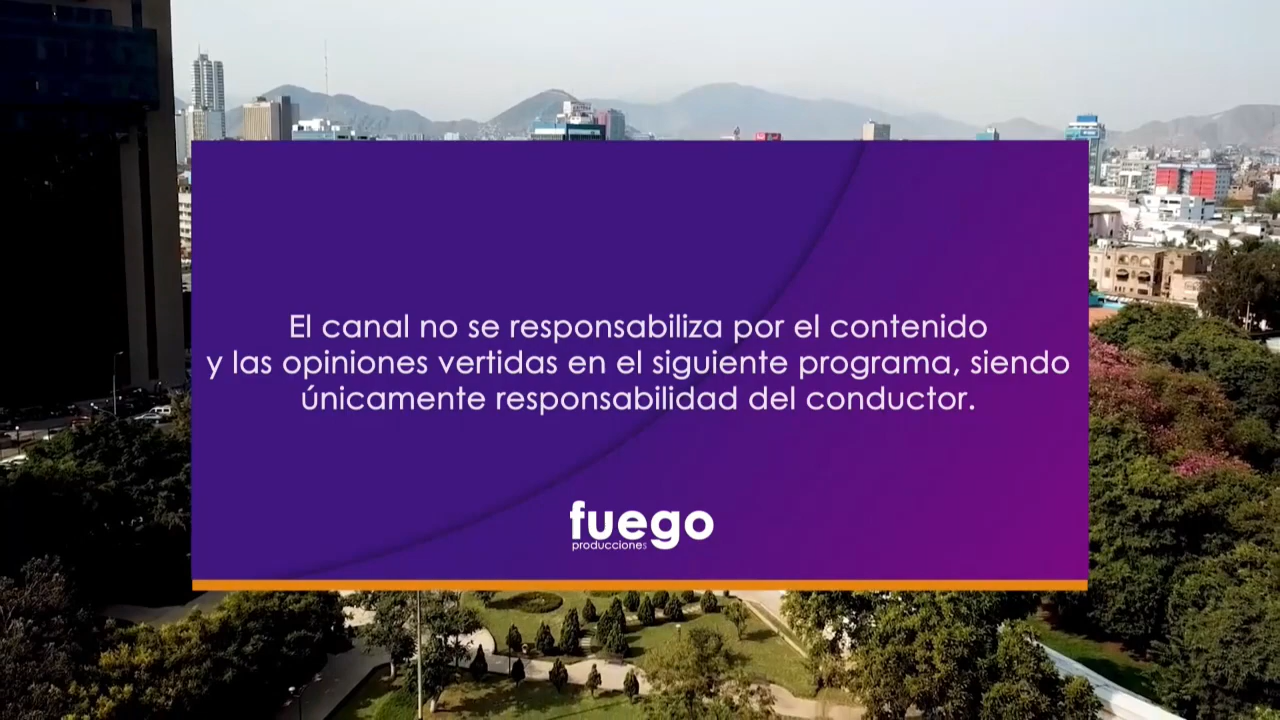 El canal no se responsabiliza por el contenido
y las opiniones vertidas en el siguiente programa, siendo
únicamente responsabilidad del conductor.
fuego
producciones